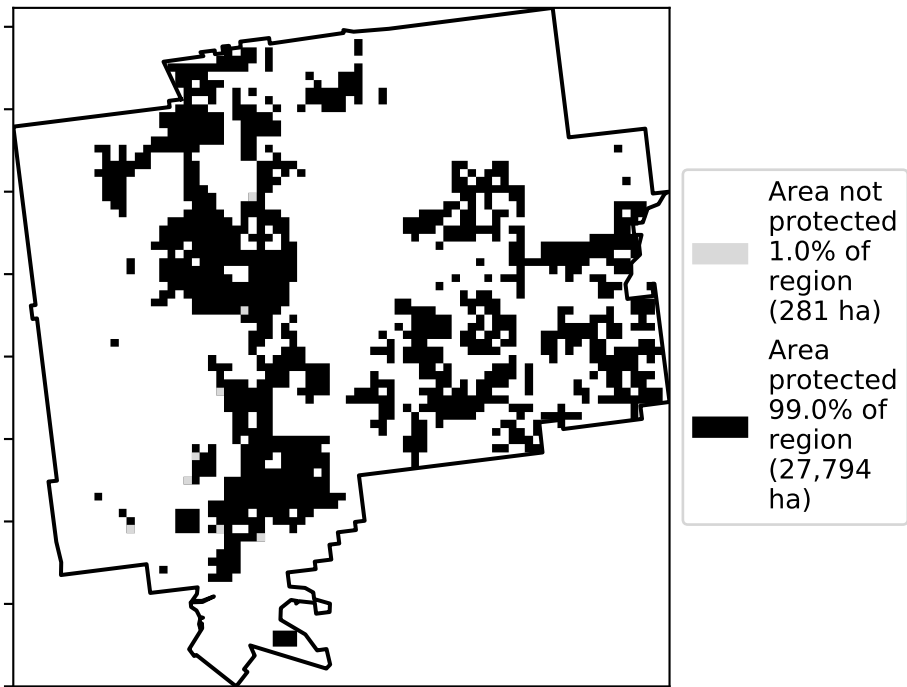 Area not
protected
1.0% of
region
(281 ha)
Area
protected
99.0% of
region
(27,794
ha)